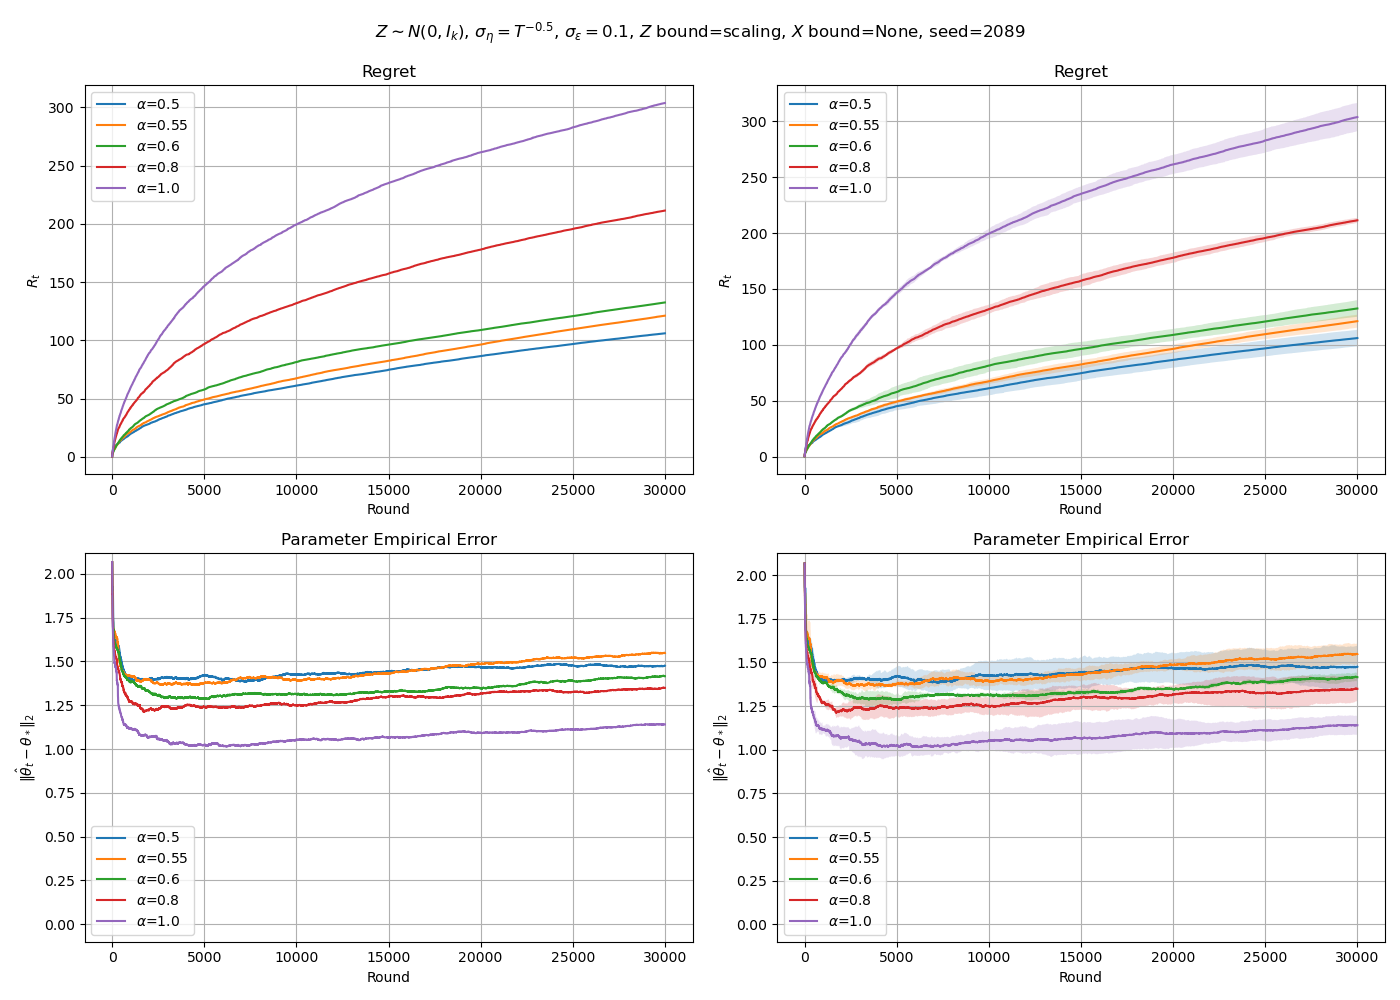 Z ~ N(0, I_k), σ_η = T^{-0.5}, σ_ε = 0.1, Z bound=scaling, X bound=None, seed=2089
Regret
R_t
300
250
200
150
100
50
0
α=0.5
α=0.55
α=0.6
α=0.8
α=1.0
0 5000 10000 15000 20000 25000 30000
Round
Regret
R_t
300
250
200
150
100
50
0
α=0.5
α=0.55
α=0.6
α=0.8
α=1.0
0 5000 10000 15000 20000 25000 30000
Round
Parameter Empirical Error
‖θ̂_t − θ_*‖_2
2.00
1.75
1.50
1.25
1.00
0.75
0.50
0.25
0.00
α=0.5
α=0.55
α=0.6
α=0.8
α=1.0
0 5000 10000 15000 20000 25000 30000
Round
Parameter Empirical Error
‖θ̂_t − θ_*‖_2
2.00
1.75
1.50
1.25
1.00
0.75
0.50
0.25
0.00
α=0.5
α=0.55
α=0.6
α=0.8
α=1.0
0 5000 10000 15000 20000 25000 30000
Round